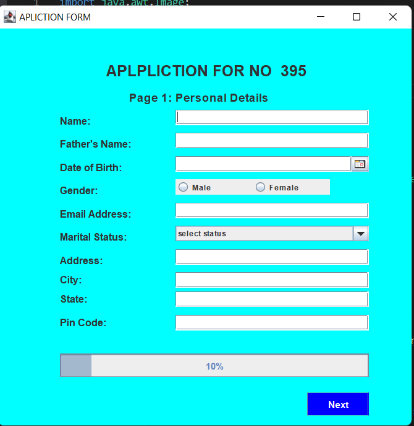 import java.awt.Image;
APLICTION FORM
APLPLICTION FOR NO 395
Page 1: Personal Details
Name:
Father's Name:
Date of Birth:
Gender: Male Female
Email Address:
Marital Status: select status
Address:
City:
State:
Pin Code:
10%
Next